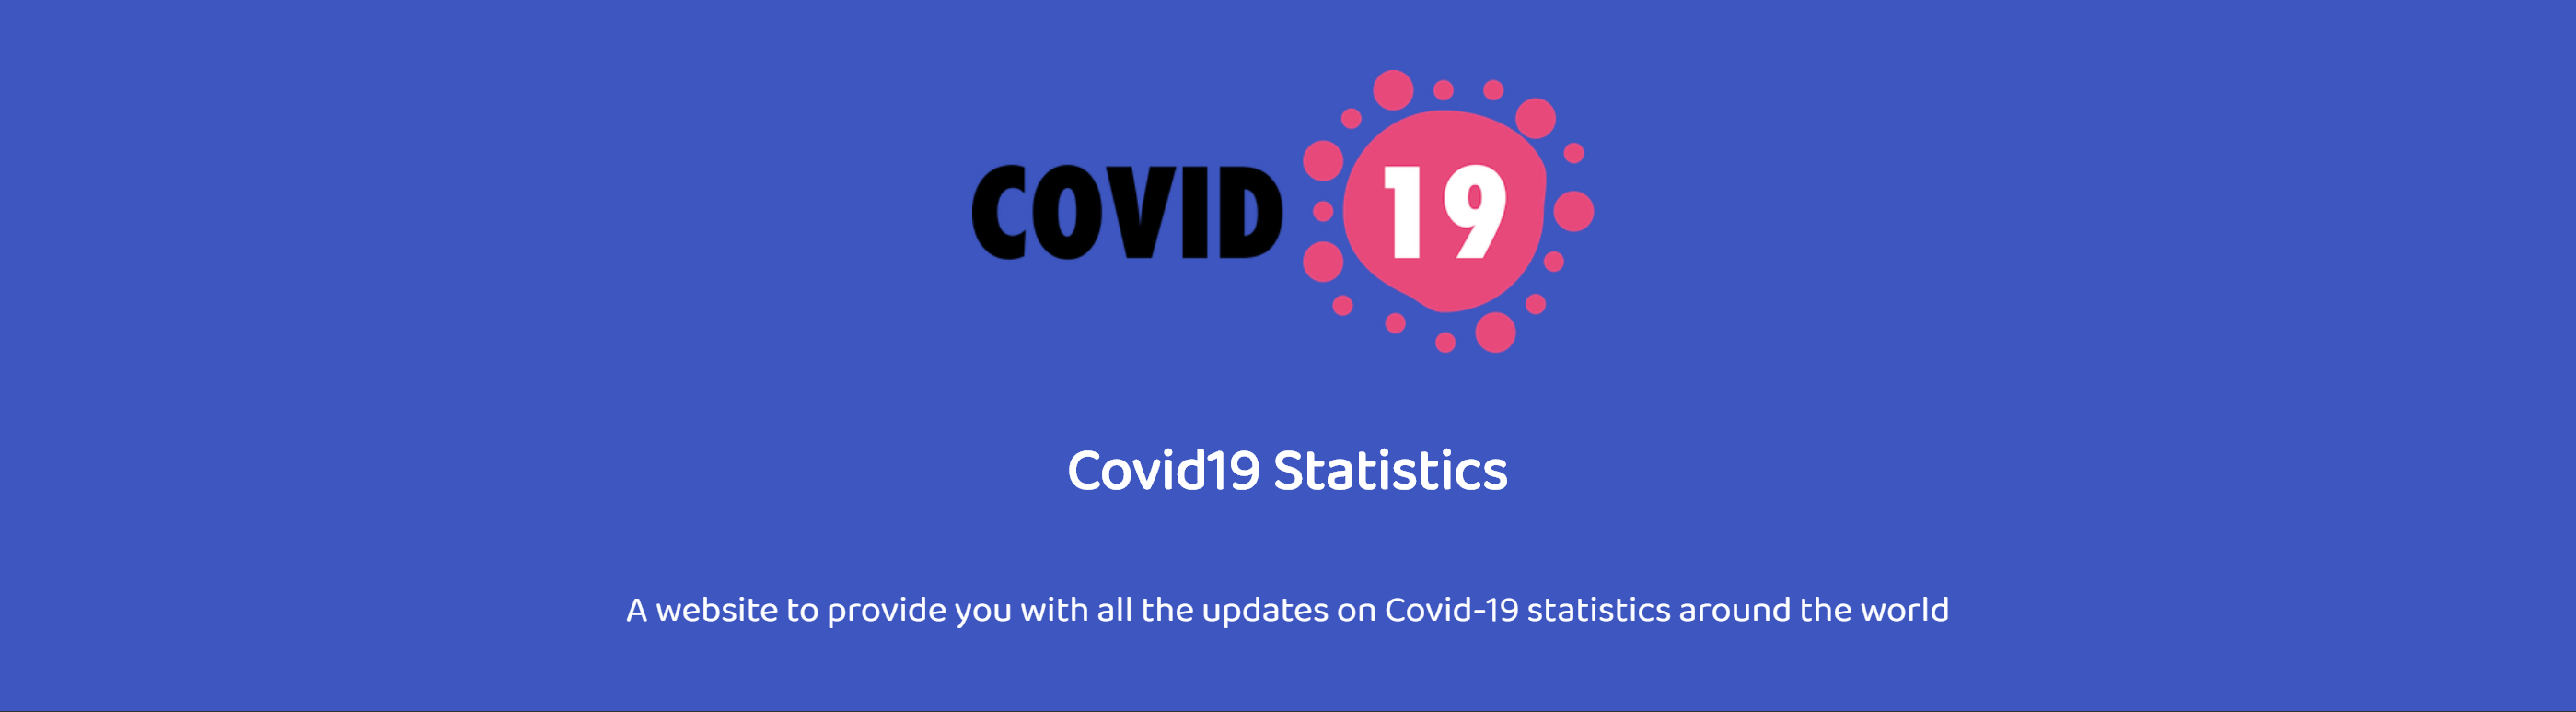 COVID 19
Covid19 Statistics
A website to provide you with all the updates on Covid-19 statistics around the world